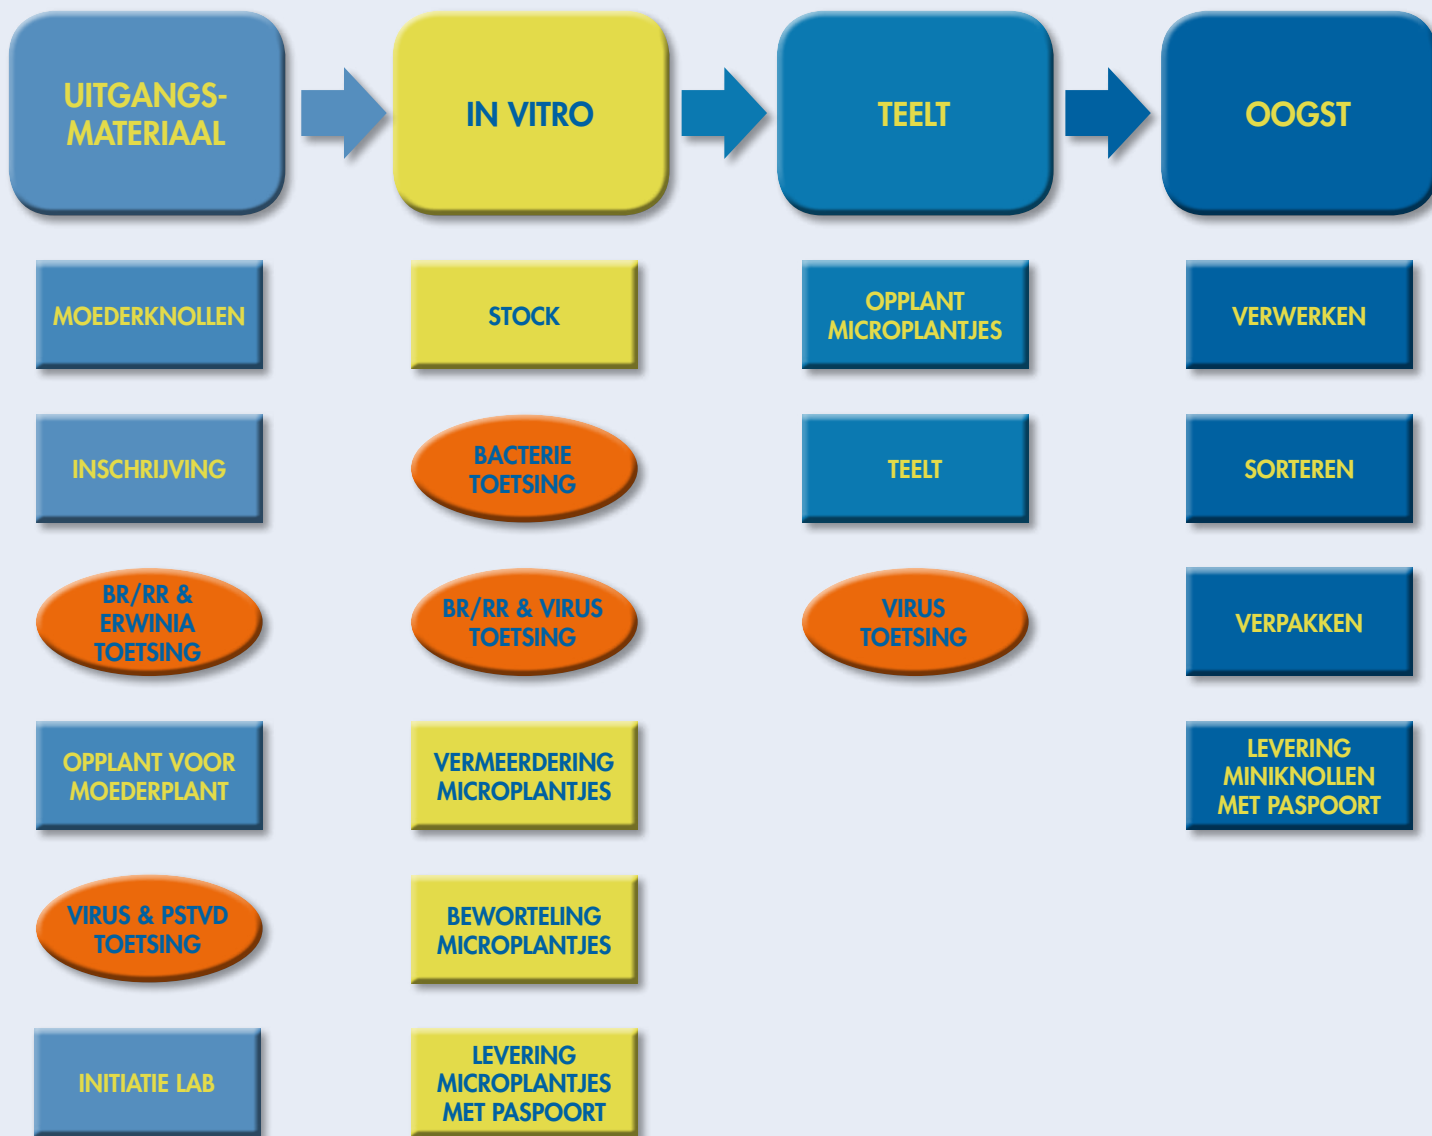 UITGANGS-
MATERIAAL
IN VITRO
TEELT
OOGST
MOEDERKNOLLEN
INSCHRIJVING
BR/RR &
ERWINIA
TOETSING
OPPLANT VOOR
MOEDERPLANT
VIRUS & PSTVD
TOETSING
INITIATIE LAB
STOCK
BACTERIE
TOETSING
BR/RR & VIRUS
TOETSING
VERMEERDERING
MICROPLANTJES
BEWORTELING
MICROPLANTJES
LEVERING
MICROPLANTJES
MET PASPOORT
OPPLANT
MICROPLANTJES
TEELT
VIRUS
TOETSING
VERWERKEN
SORTEREN
VERPAKKEN
LEVERING
MINIKNOLLEN
MET PASPOORT